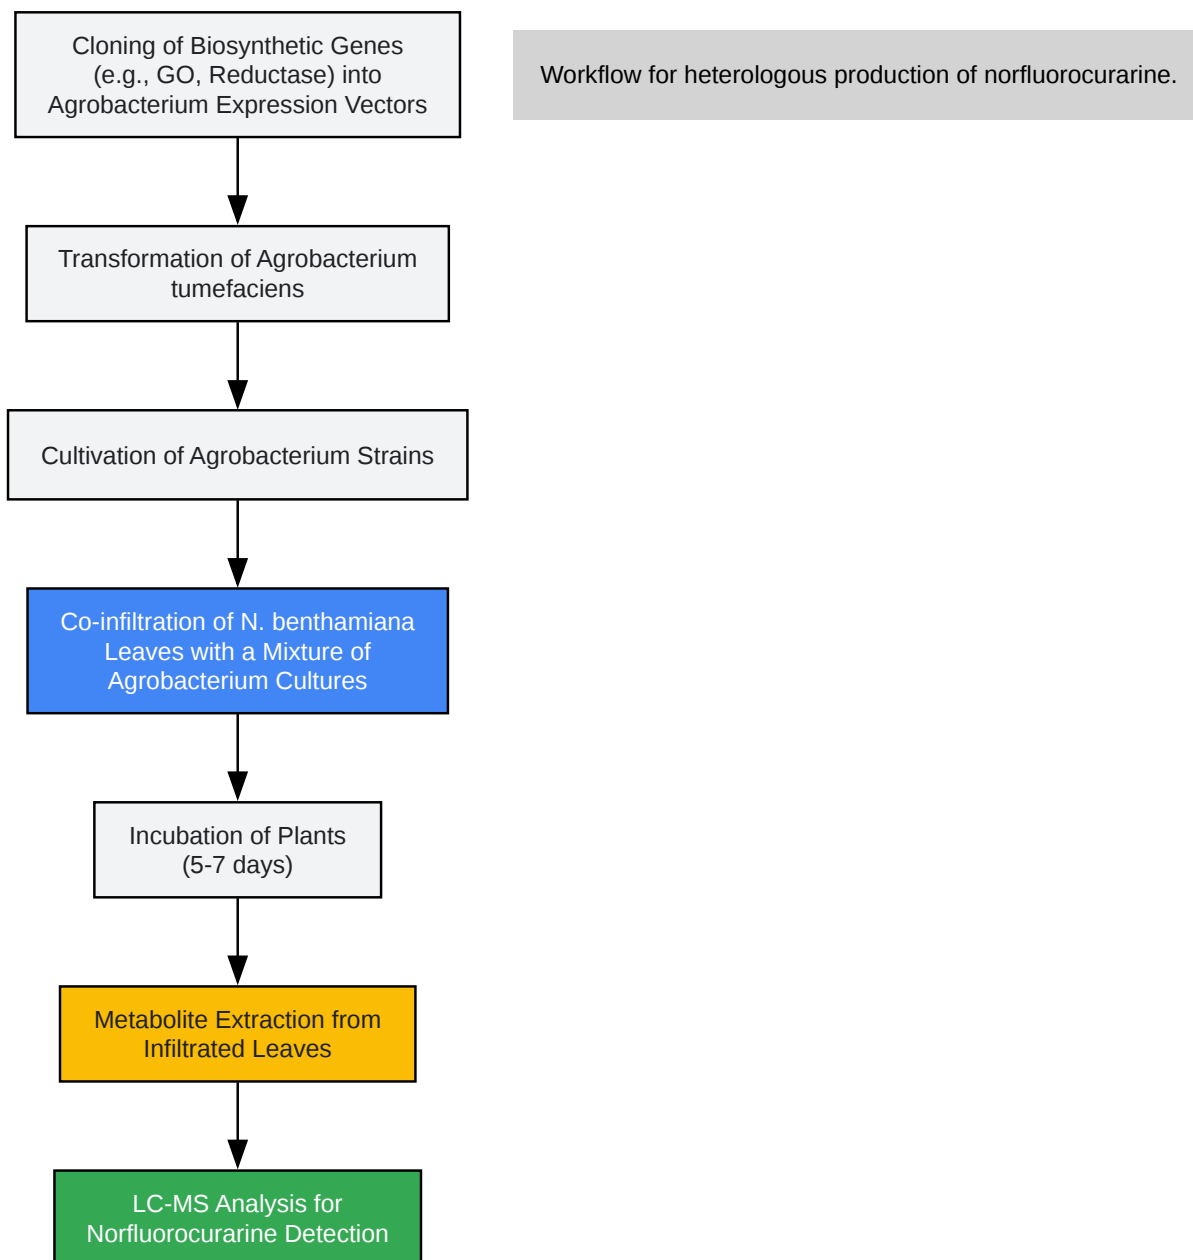 Cloning of Biosynthetic Genes
(e.g., GO, Reductase) into
Agrobacterium Expression Vectors
Workflow for heterologous production of norfluorocurarine.
Transformation of Agrobacterium
tumefaciens
Cultivation of Agrobacterium Strains
Co-infiltration of N. benthamiana
Leaves with a Mixture of
Agrobacterium Cultures
Incubation of Plants
(5-7 days)
Metabolite Extraction from
Infiltrated Leaves
LC-MS Analysis for
Norfluorocurarine Detection